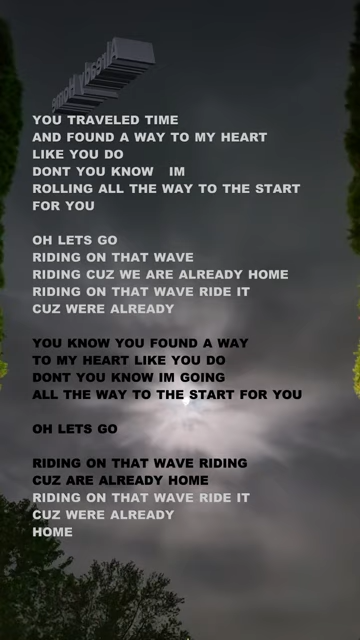 Already Home
YOU TRAVELED TIME
AND FOUND A WAY TO MY HEART
LIKE YOU DO
DONT YOU KNOW IM
ROLLING ALL THE WAY TO THE START
FOR YOU
OH LETS GO
RIDING ON THAT WAVE
RIDING CUZ WE ARE ALREADY HOME
RIDING ON THAT WAVE RIDE IT
CUZ WERE ALREADY
YOU KNOW YOU FOUND A WAY
TO MY HEART LIKE YOU DO
DONT YOU KNOW IM GOING
ALL THE WAY TO THE START FOR YOU
OH LETS GO
RIDING ON THAT WAVE RIDING
CUZ ARE ALREADY HOME
RIDING ON THAT WAVE RIDE IT
CUZ WERE ALREADY
HOME